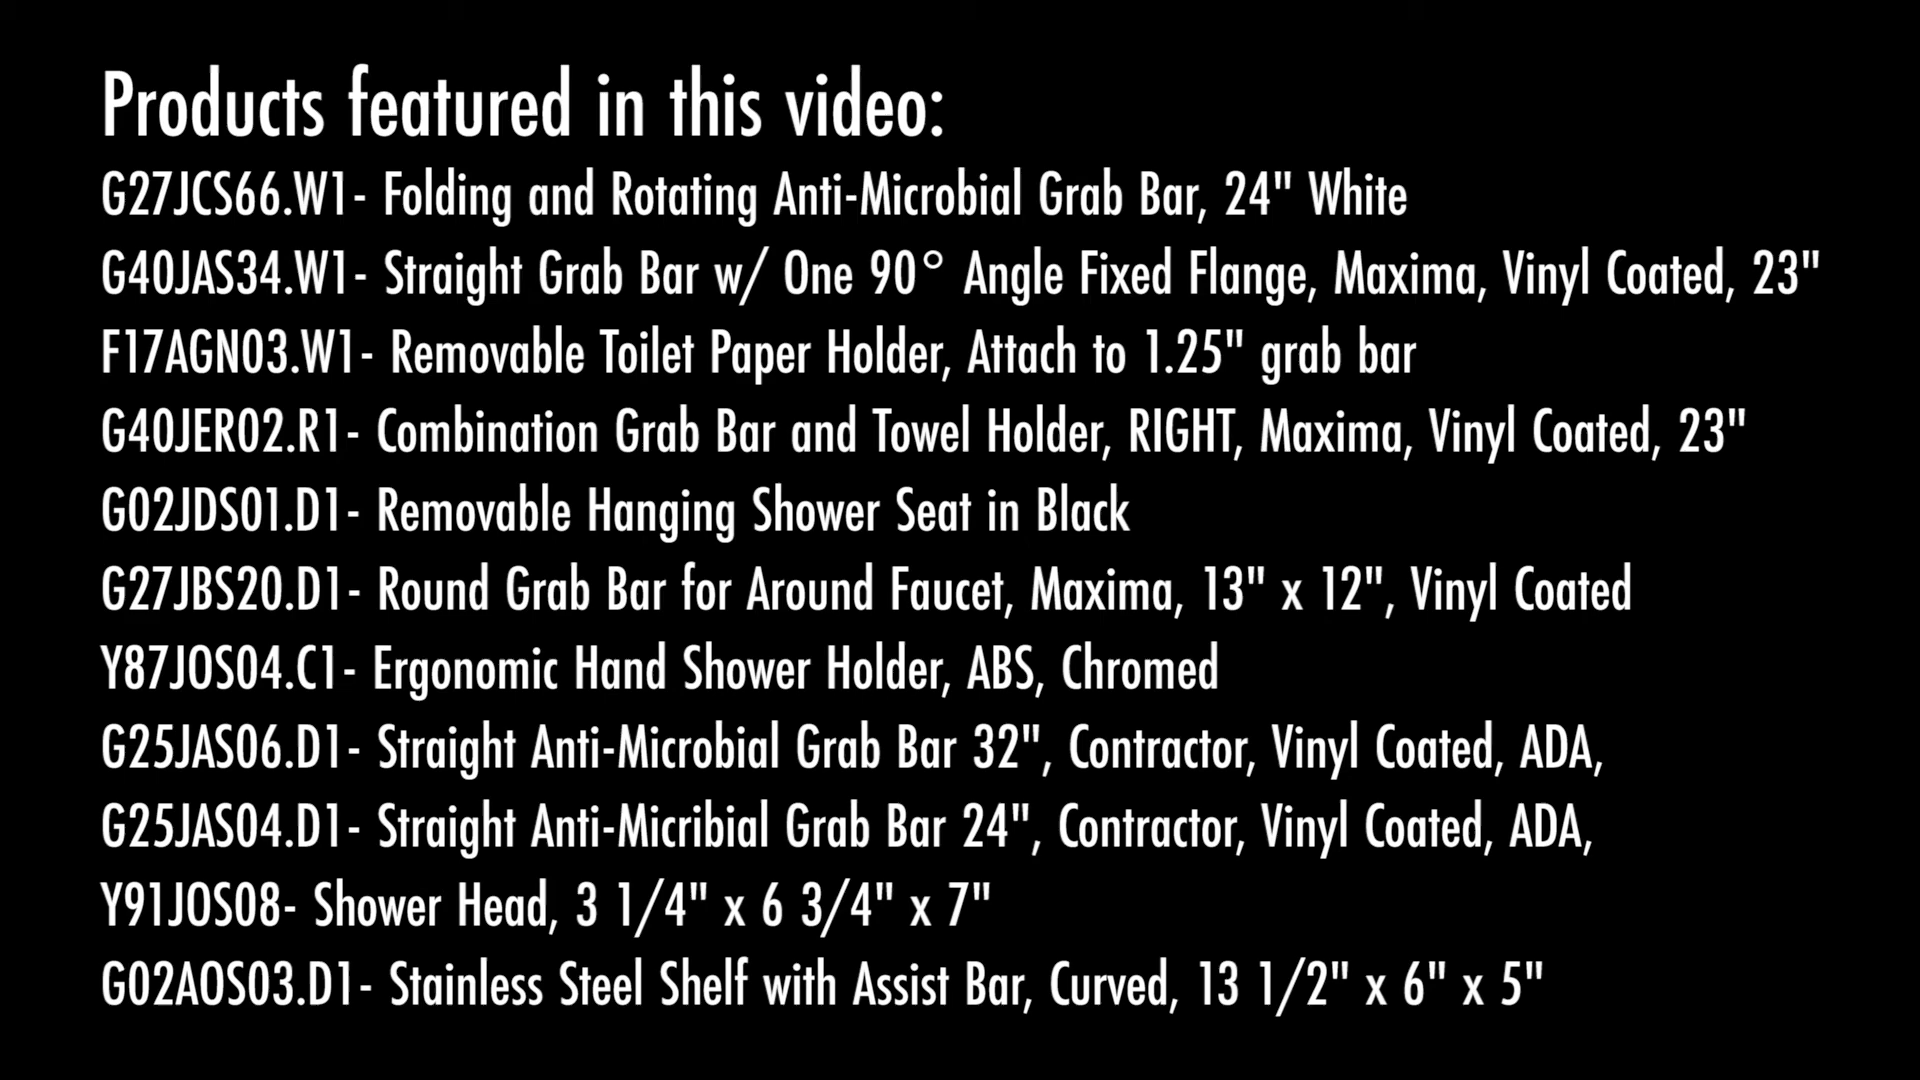 Products featured in this video:
G27JCS66.W1- Folding and Rotating Anti-Microbial Grab Bar, 24" White
G40JAS34.W1- Straight Grab Bar w/ One 90° Angle Fixed Flange, Maxima, Vinyl Coated, 23"
F17AGN03.W1- Removable Toilet Paper Holder, Attach to 1.25" grab bar
G40JER02.R1- Combination Grab Bar and Towel Holder, RIGHT, Maxima, Vinyl Coated, 23"
G02JDS01.D1- Removable Hanging Shower Seat in Black
G27JBS20.D1- Round Grab Bar for Around Faucet, Maxima, 13" x 12", Vinyl Coated
Y87JOS04.C1- Ergonomic Hand Shower Holder, ABS, Chromed
G25JAS06.D1- Straight Anti-Microbial Grab Bar 32", Contractor, Vinyl Coated, ADA,
G25JAS04.D1- Straight Anti-Micribial Grab Bar 24", Contractor, Vinyl Coated, ADA,
Y91JOS08- Shower Head, 3 1/4" x 6 3/4" x 7"
G02AOS03.D1- Stainless Steel Shelf with Assist Bar, Curved, 13 1/2" x 6" x 5"